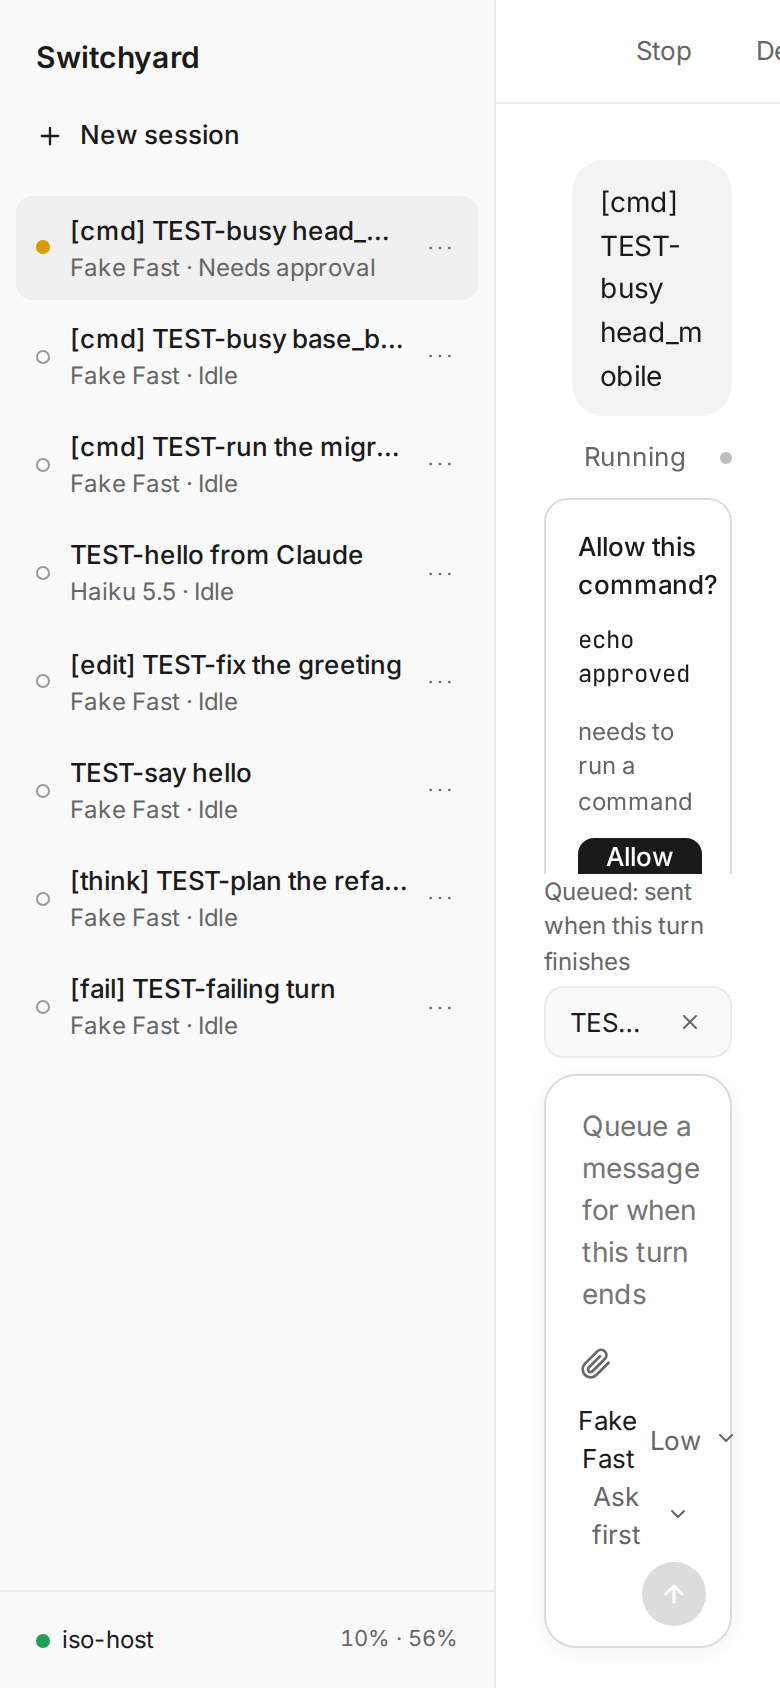 Switchyard
New session
[cmd] TEST-busy head_...
Fake Fast · Needs approval
[cmd] TEST-busy base_b...
Fake Fast · Idle
[cmd] TEST-run the migr...
Fake Fast · Idle
TEST-hello from Claude
Haiku 5.5 · Idle
[edit] TEST-fix the greeting
Fake Fast · Idle
TEST-say hello
Fake Fast · Idle
[think] TEST-plan the refa...
Fake Fast · Idle
[fail] TEST-failing turn
Fake Fast · Idle
iso-host
10% · 56%
Stop
De
[cmd]
TEST-
busy
head_m
obile
Running
Allow this
command?
echo
approved
needs to
run a
command
Allow
Queued: sent
when this turn
finishes
TES...
Queue a
message
for when
this turn
ends
Fake
Fast
Low
Ask
first